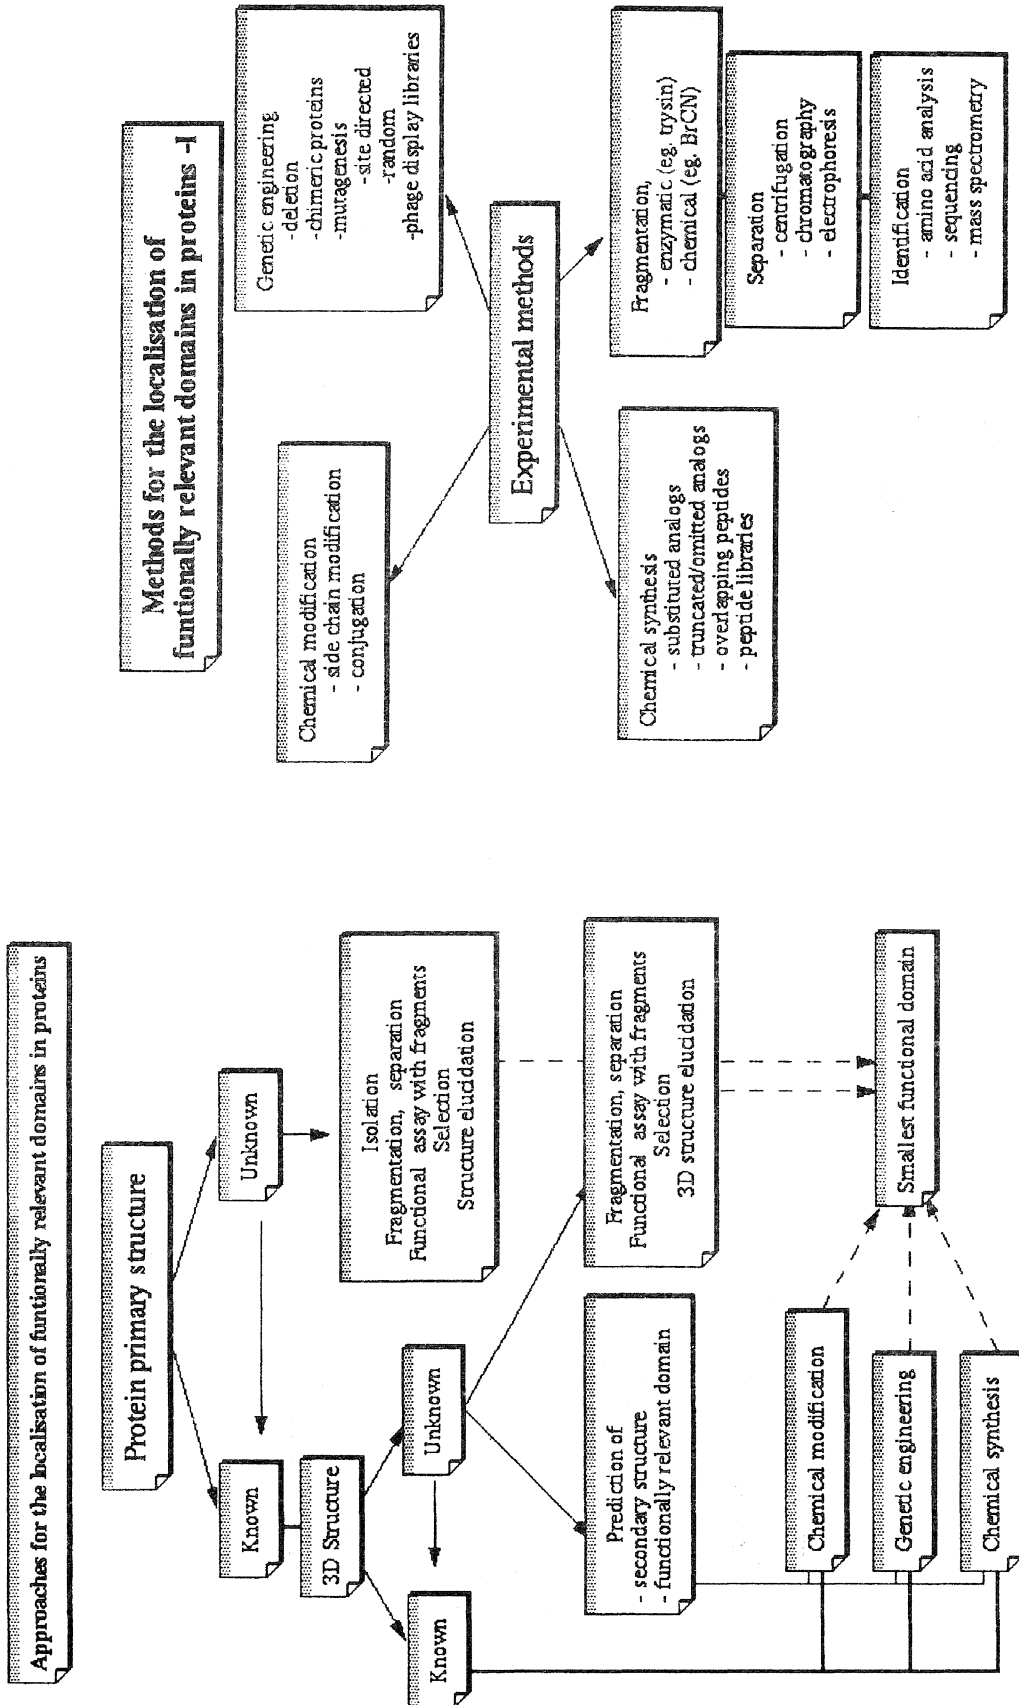 Approaches for the localisation of funtionally relevant domains in proteins
Protein primary structure
Known
Unknown
3D Structure
Isolation
Fragmentation, separation
Functional assay with fragments
Selection
Structure elucidation
Known
Unknown
Prediction of
- secondary structure
- functionally relevant domain
Fragmentation, separation
Functional assay with fragments
Selection
3D structure elucidation
Chemical modification
Genetic engineering
Chemical synthesis
Smallest functional domain
Methods for the localisation of
funtionally relevant domains in proteins -I
Chemical modification
- side chain modification
- conjugation
Genetic engineering
-deletion
-chimeric proteins
-mutagenesis
-site directed
-random
-phage display libraries
Experimental methods
Chemical synthesis
- substituted analogs
- truncated/omitted analogs
- overlapping peptides
- peptide libraries
Fragmentation,
- enzymatic (eg. trysin)
- chemical (eg. BrCN)
Separation
- centrifugation
- chromatography
- electrophoresis
Identification
- amino acid analysis
- sequencing
- mass spectrometry